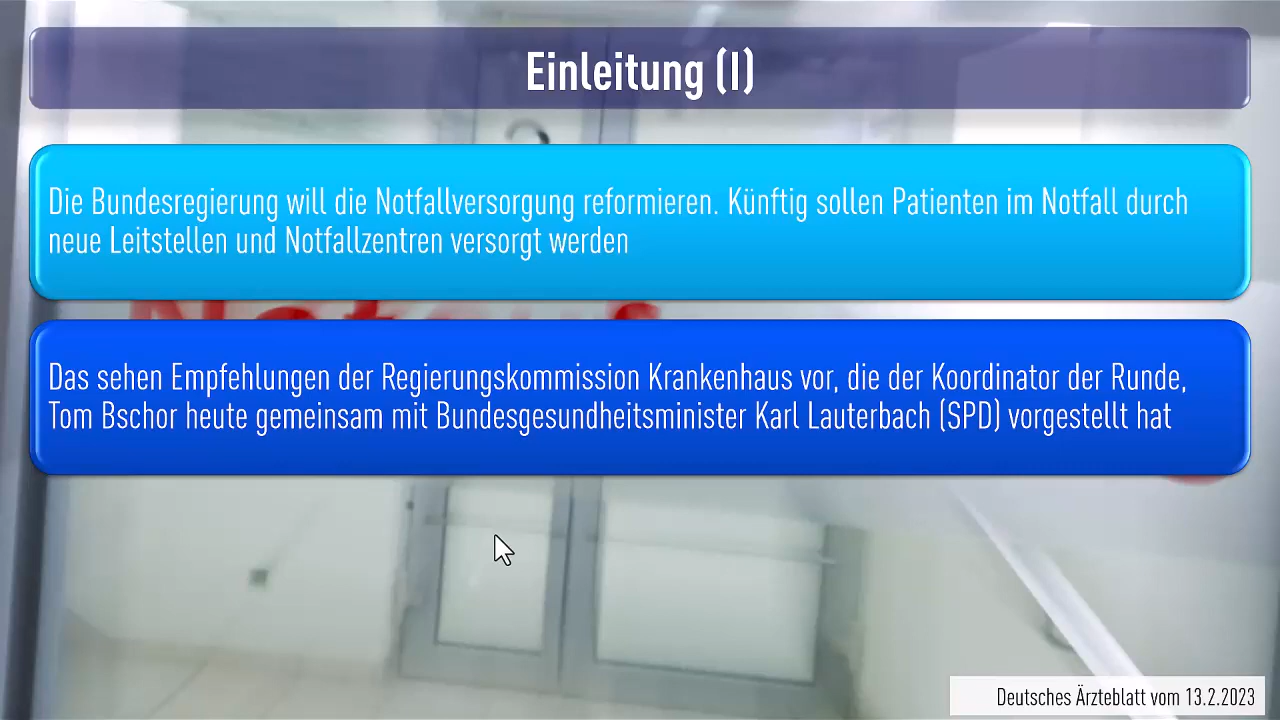 Einleitung (I)
Die Bundesregierung will die Notfallversorgung reformieren. Künftig sollen Patienten im Notfall durch
neue Leitstellen und Notfallzentren versorgt werden
Das sehen Empfehlungen der Regierungskommission Krankenhaus vor, die der Koordinator der Runde,
Tom Bschor heute gemeinsam mit Bundesgesundheitsminister Karl Lauterbach (SPD) vorgestellt hat
Deutsches Ärzteblatt vom 13.2.2023